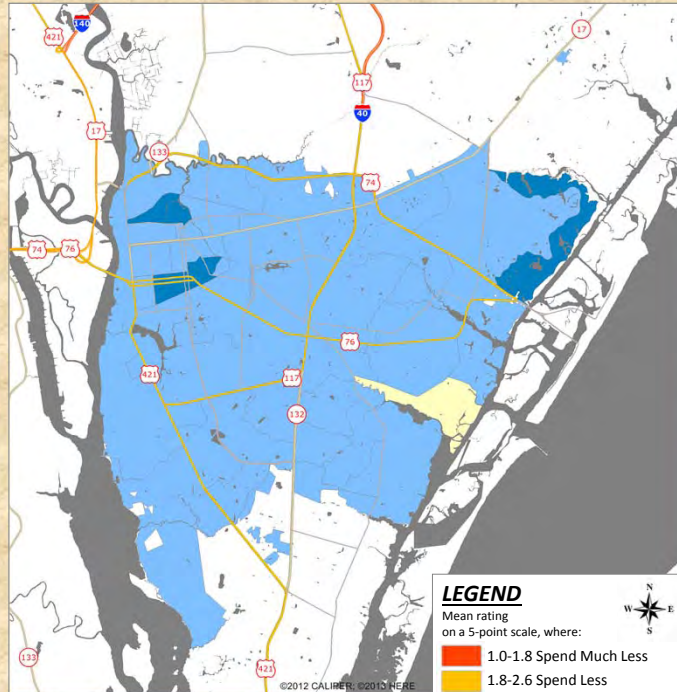 140
421
17
117
40
17
133
74
74
76
76
421
117
132
133
421
©2012 CALIPER; ©2013 HERE
LEGEND
Mean rating
on a 5-point scale, where:
N
W E
S
1.0-1.8 Spend Much Less
1.8-2.6 Spend Less